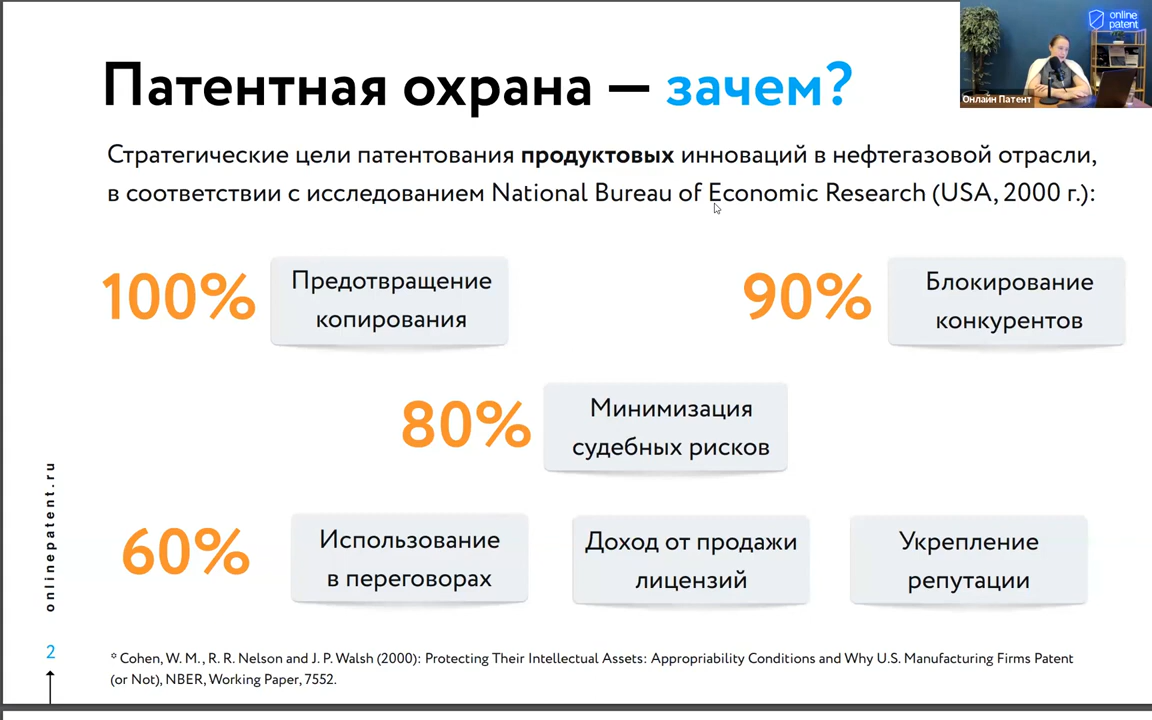 online
patent
Онлайн Патент
Патентная охрана — зачем?
Стратегические цели патентования продуктовых инноваций в нефтегазовой отрасли,
в соответствии с исследованием National Bureau of Economic Research (USA, 2000 г.):
100%
Предотвращение
копирования
90%
Блокирование
конкурентов
80%
Минимизация
судебных рисков
60%
Использование
в переговорах
Доход от продажи
лицензий
Укрепление
репутации
onlinepatent.ru
2
* Cohen, W. M., R. R. Nelson and J. P. Walsh (2000): Protecting Their Intellectual Assets: Appropriability Conditions and Why U.S. Manufacturing Firms Patent
(or Not), NBER, Working Paper, 7552.